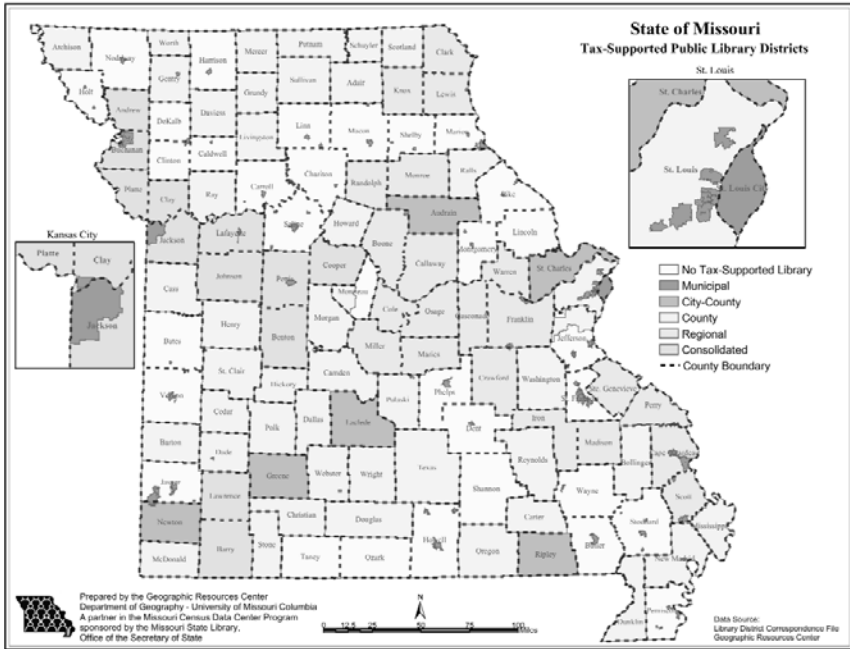 State of Missouri
Tax-Supported Public Library Districts
St. Louis
St. Charles
St. Louis
St. Louis City
Atchison
Nodaway
Worth
Harrison
Mercer
Putnam
Schuyler
Scotland
Clark
Holt
Gentry
Sullivan
Adair
Knox
Lewis
Andrew
DeKalb
Daviess
Grundy
Linn
Macon
Shelby
Marion
Buchanan
Clinton
Caldwell
Livingston
Chariton
Randolph
Monroe
Ralls
Platte
Clay
Ray
Carroll
Saline
Howard
Audrain
Pike
Kansas City
Platte
Clay
Jackson
Jackson
Lafayette
Cooper
Boone
Callaway
Montgomery
Lincoln
Warren
St. Charles
Cass
Johnson
Pettis
Moniteau
Cole
Osage
Gasconade
Franklin
Jefferson
Bates
Henry
Benton
Morgan
Miller
Maries
St. Clair
Camden
Phelps
Crawford
Washington
Ste. Genevieve
Vernon
Hickory
Pulaski
Perry
Cedar
Dallas
Laclede
Dent
Iron
Barton
Polk
Madison
Dade
Texas
Reynolds
Bollinger
Cape Girardeau
Jasper
Greene
Webster
Wright
Shannon
Wayne
Scott
Lawrence
Newton
Christian
Douglas
Carter
Stoddard
Mississippi
McDonald
Barry
Stone
Taney
Ozark
Howell
Oregon
Ripley
Butler
New Madrid
Dunklin
Pemiscot
No Tax-Supported Library
Municipal
City-County
County
Regional
Consolidated
County Boundary
Prepared by the Geographic Resources Center
Department of Geography - University of Missouri Columbia
A partner in the Missouri Census Data Center Program
sponsored by the Missouri State Library,
Office of the Secretary of State
N
0 12.5 25 50 75 100
Miles
Data Source:
Library District Correspondence File
Geographic Resources Center